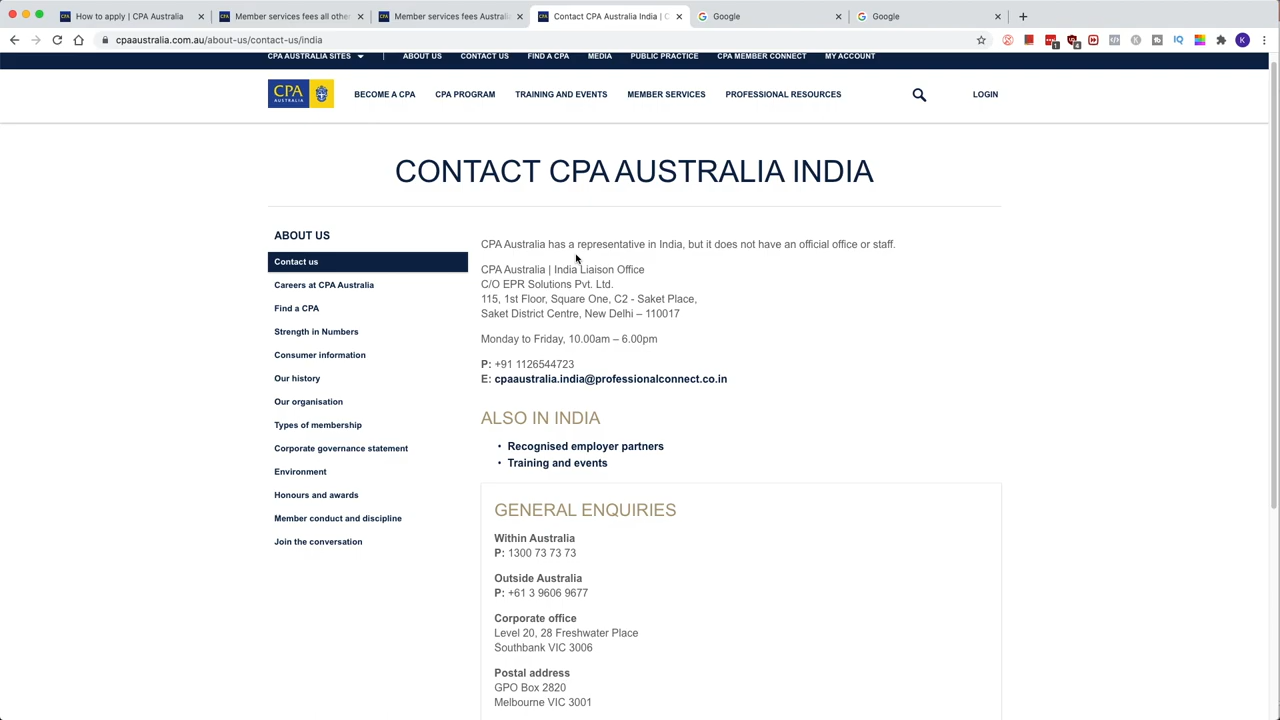 How to apply | CPA Australia
Member services fees all other
Member services fees Australi
Contact CPA Australia India | C
Google
Google
cpaaustralia.com.au/about-us/contact-us/india
CPA AUSTRALIA SITES | ABOUT US CONTACT US FIND A CPA MEDIA PUBLIC PRACTICE CPA MEMBER CONNECT MY ACCOUNT
CPA AUSTRALIA
BECOME A CPA CPA PROGRAM TRAINING AND EVENTS MEMBER SERVICES PROFESSIONAL RESOURCES LOGIN
CONTACT CPA AUSTRALIA INDIA
ABOUT US
Contact us
Careers at CPA Australia
Find a CPA
Strength in Numbers
Consumer information
Our history
Our organisation
Types of membership
Corporate governance statement
Environment
Honours and awards
Member conduct and discipline
Join the conversation
CPA Australia has a representative in India, but it does not have an official office or staff.
CPA Australia | India Liaison Office
C/O EPR Solutions Pvt. Ltd.
115, 1st Floor, Square One, C2 - Saket Place,
Saket District Centre, New Delhi – 110017
Monday to Friday, 10.00am – 6.00pm
P: +91 1126544723
E: cpaaustralia.india@professionalconnect.co.in
ALSO IN INDIA
• Recognised employer partners
• Training and events
GENERAL ENQUIRIES
Within Australia
P: 1300 73 73 73
Outside Australia
P: +61 3 9606 9677
Corporate office
Level 20, 28 Freshwater Place
Southbank VIC 3006
Postal address
GPO Box 2820
Melbourne VIC 3001